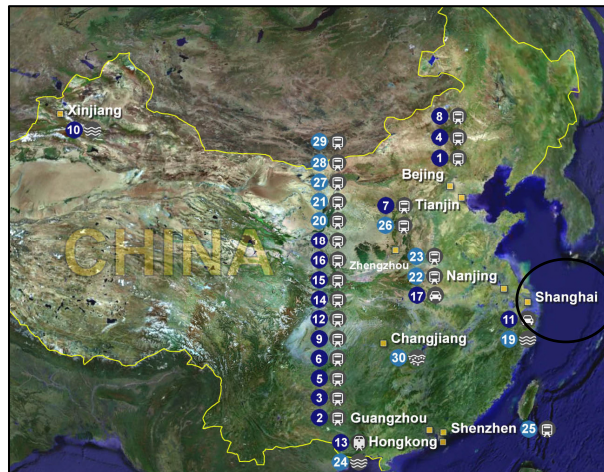 Xinjiang
10
8
4
1
29
28
27
21
20
18
16
15
14
12
9
6
5
3
2
Bejing
7
Tianjin
26
CHINA
Zhengzhou
23
22
17
Nanjing
Shanghai
11
19
Changjiang
30
Guangzhou
Shenzhen 25
13 Hongkong
24